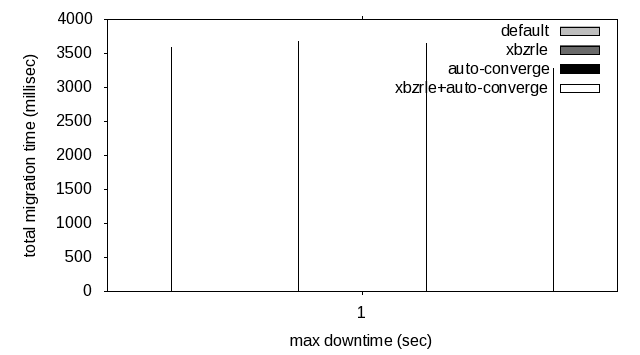 4000
3500
3000
2500
2000
1500
1000
500
0
total migration time (millisec)
default
xbzrle
auto-converge
xbzrle+auto-converge
1
max downtime (sec)